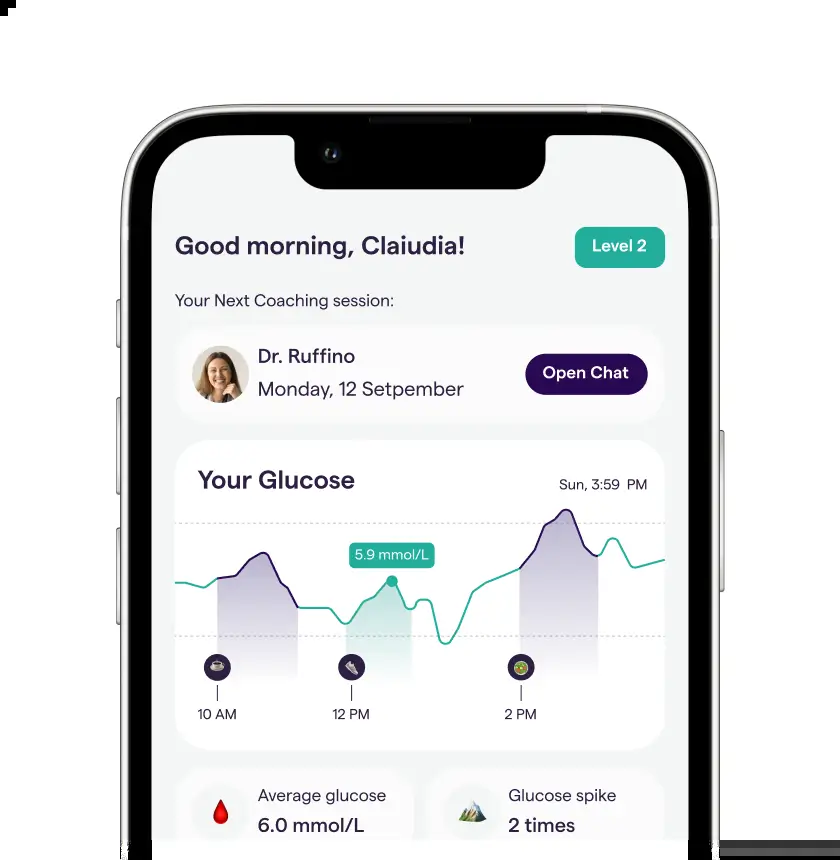 Good morning, Claiudia!
Level 2
Your Next Coaching session:
Dr. Ruffino
Monday, 12 Setpember
Open Chat
Your Glucose
Sun, 3:59 PM
5.9 mmol/L
10 AM
12 PM
2 PM
Average glucose
6.0 mmol/L
Glucose spike
2 times